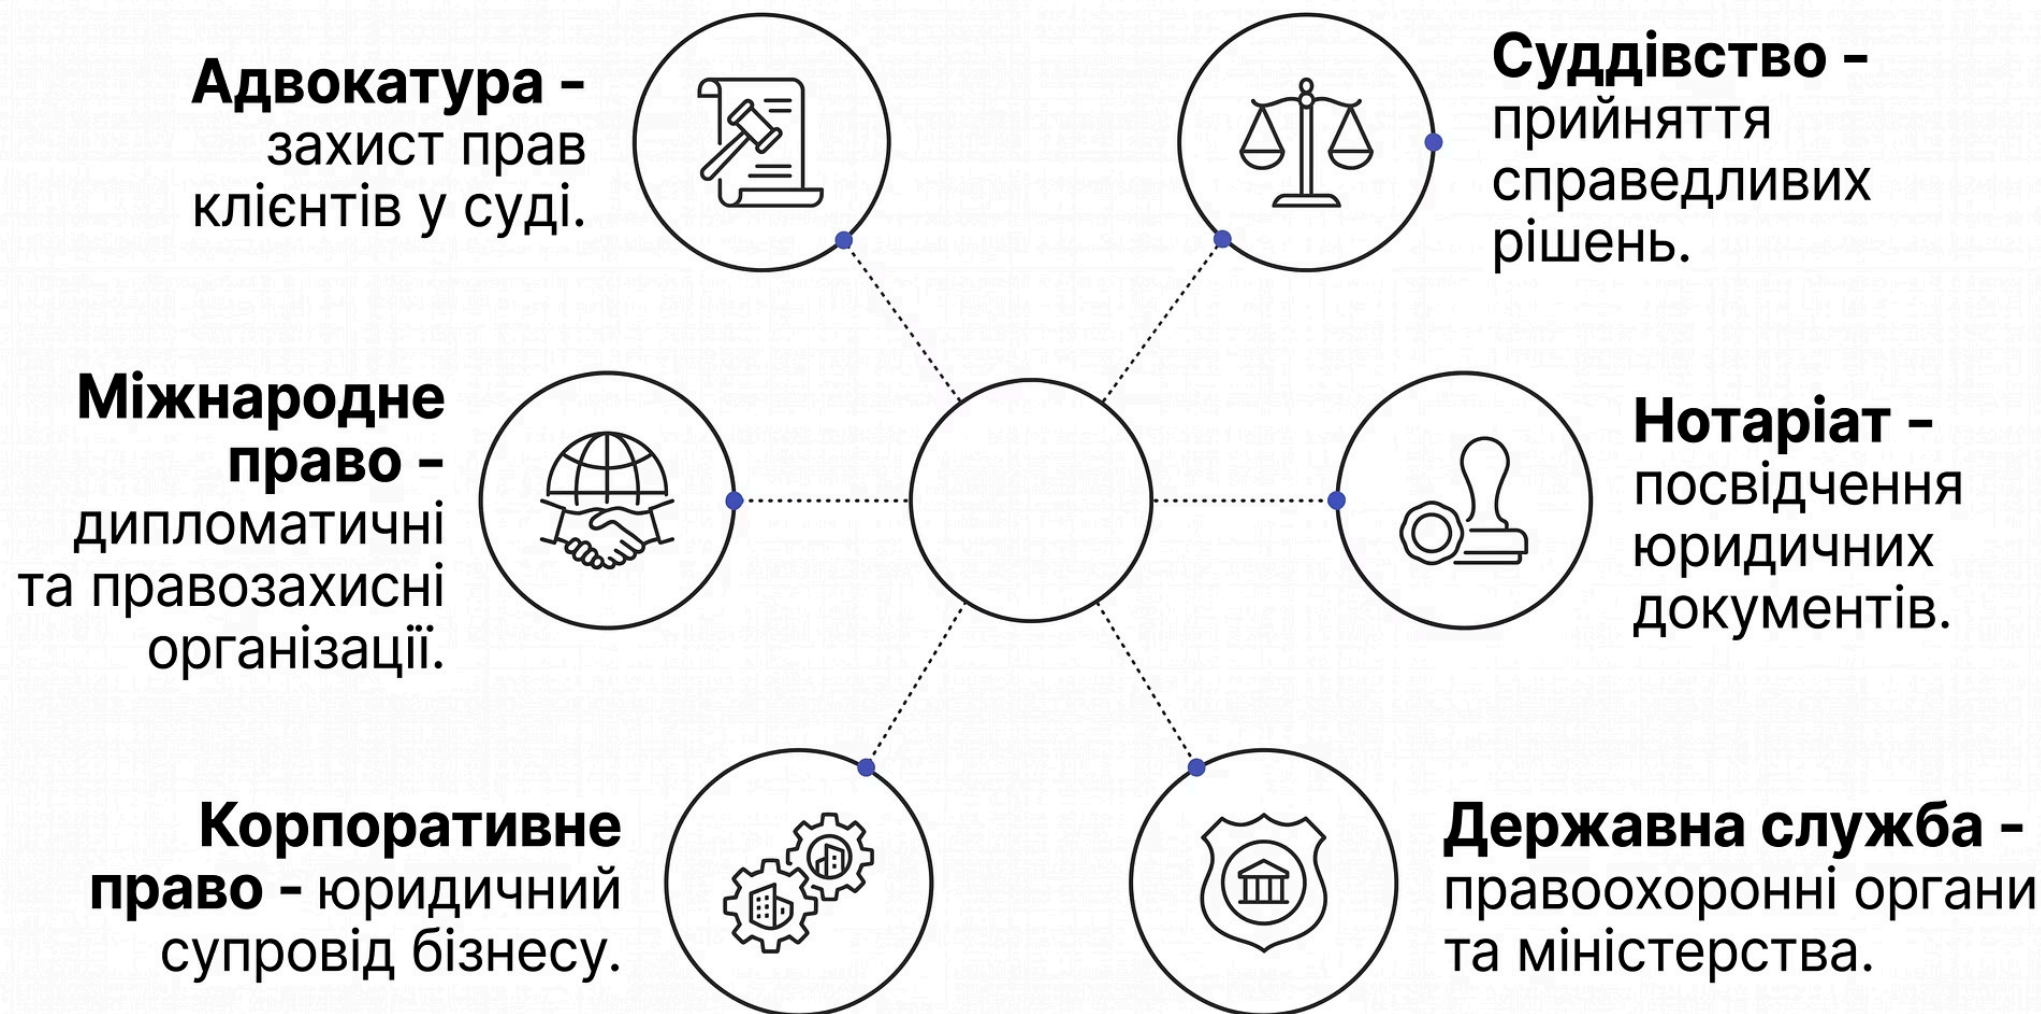 Адвокатура –
захист прав
клієнтів у суді.
Суддівство –
прийняття
справедливих
рішень.
Міжнародне
право –
дипломатичні
та правозахисні
організації.
Нотаріат –
посвідчення
юридичних
документів.
Корпоративне
право – юридичний
супровід бізнесу.
Державна служба –
правоохоронні органи
та міністерства.